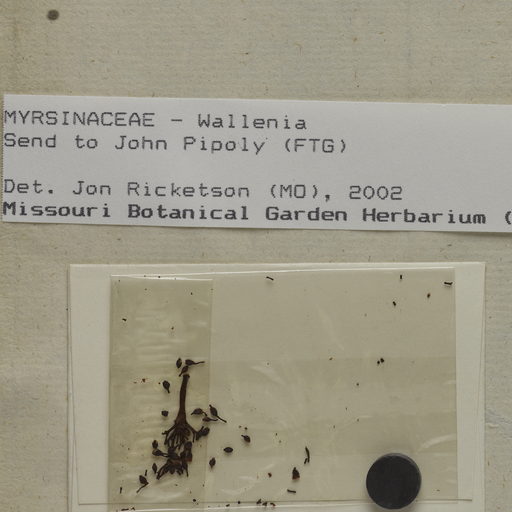 MYRSINACEAE - Wallenia
Send to John Pipoly (FTG)
Det. Jon Ricketson (MO), 2002
Missouri Botanical Garden Herbarium (